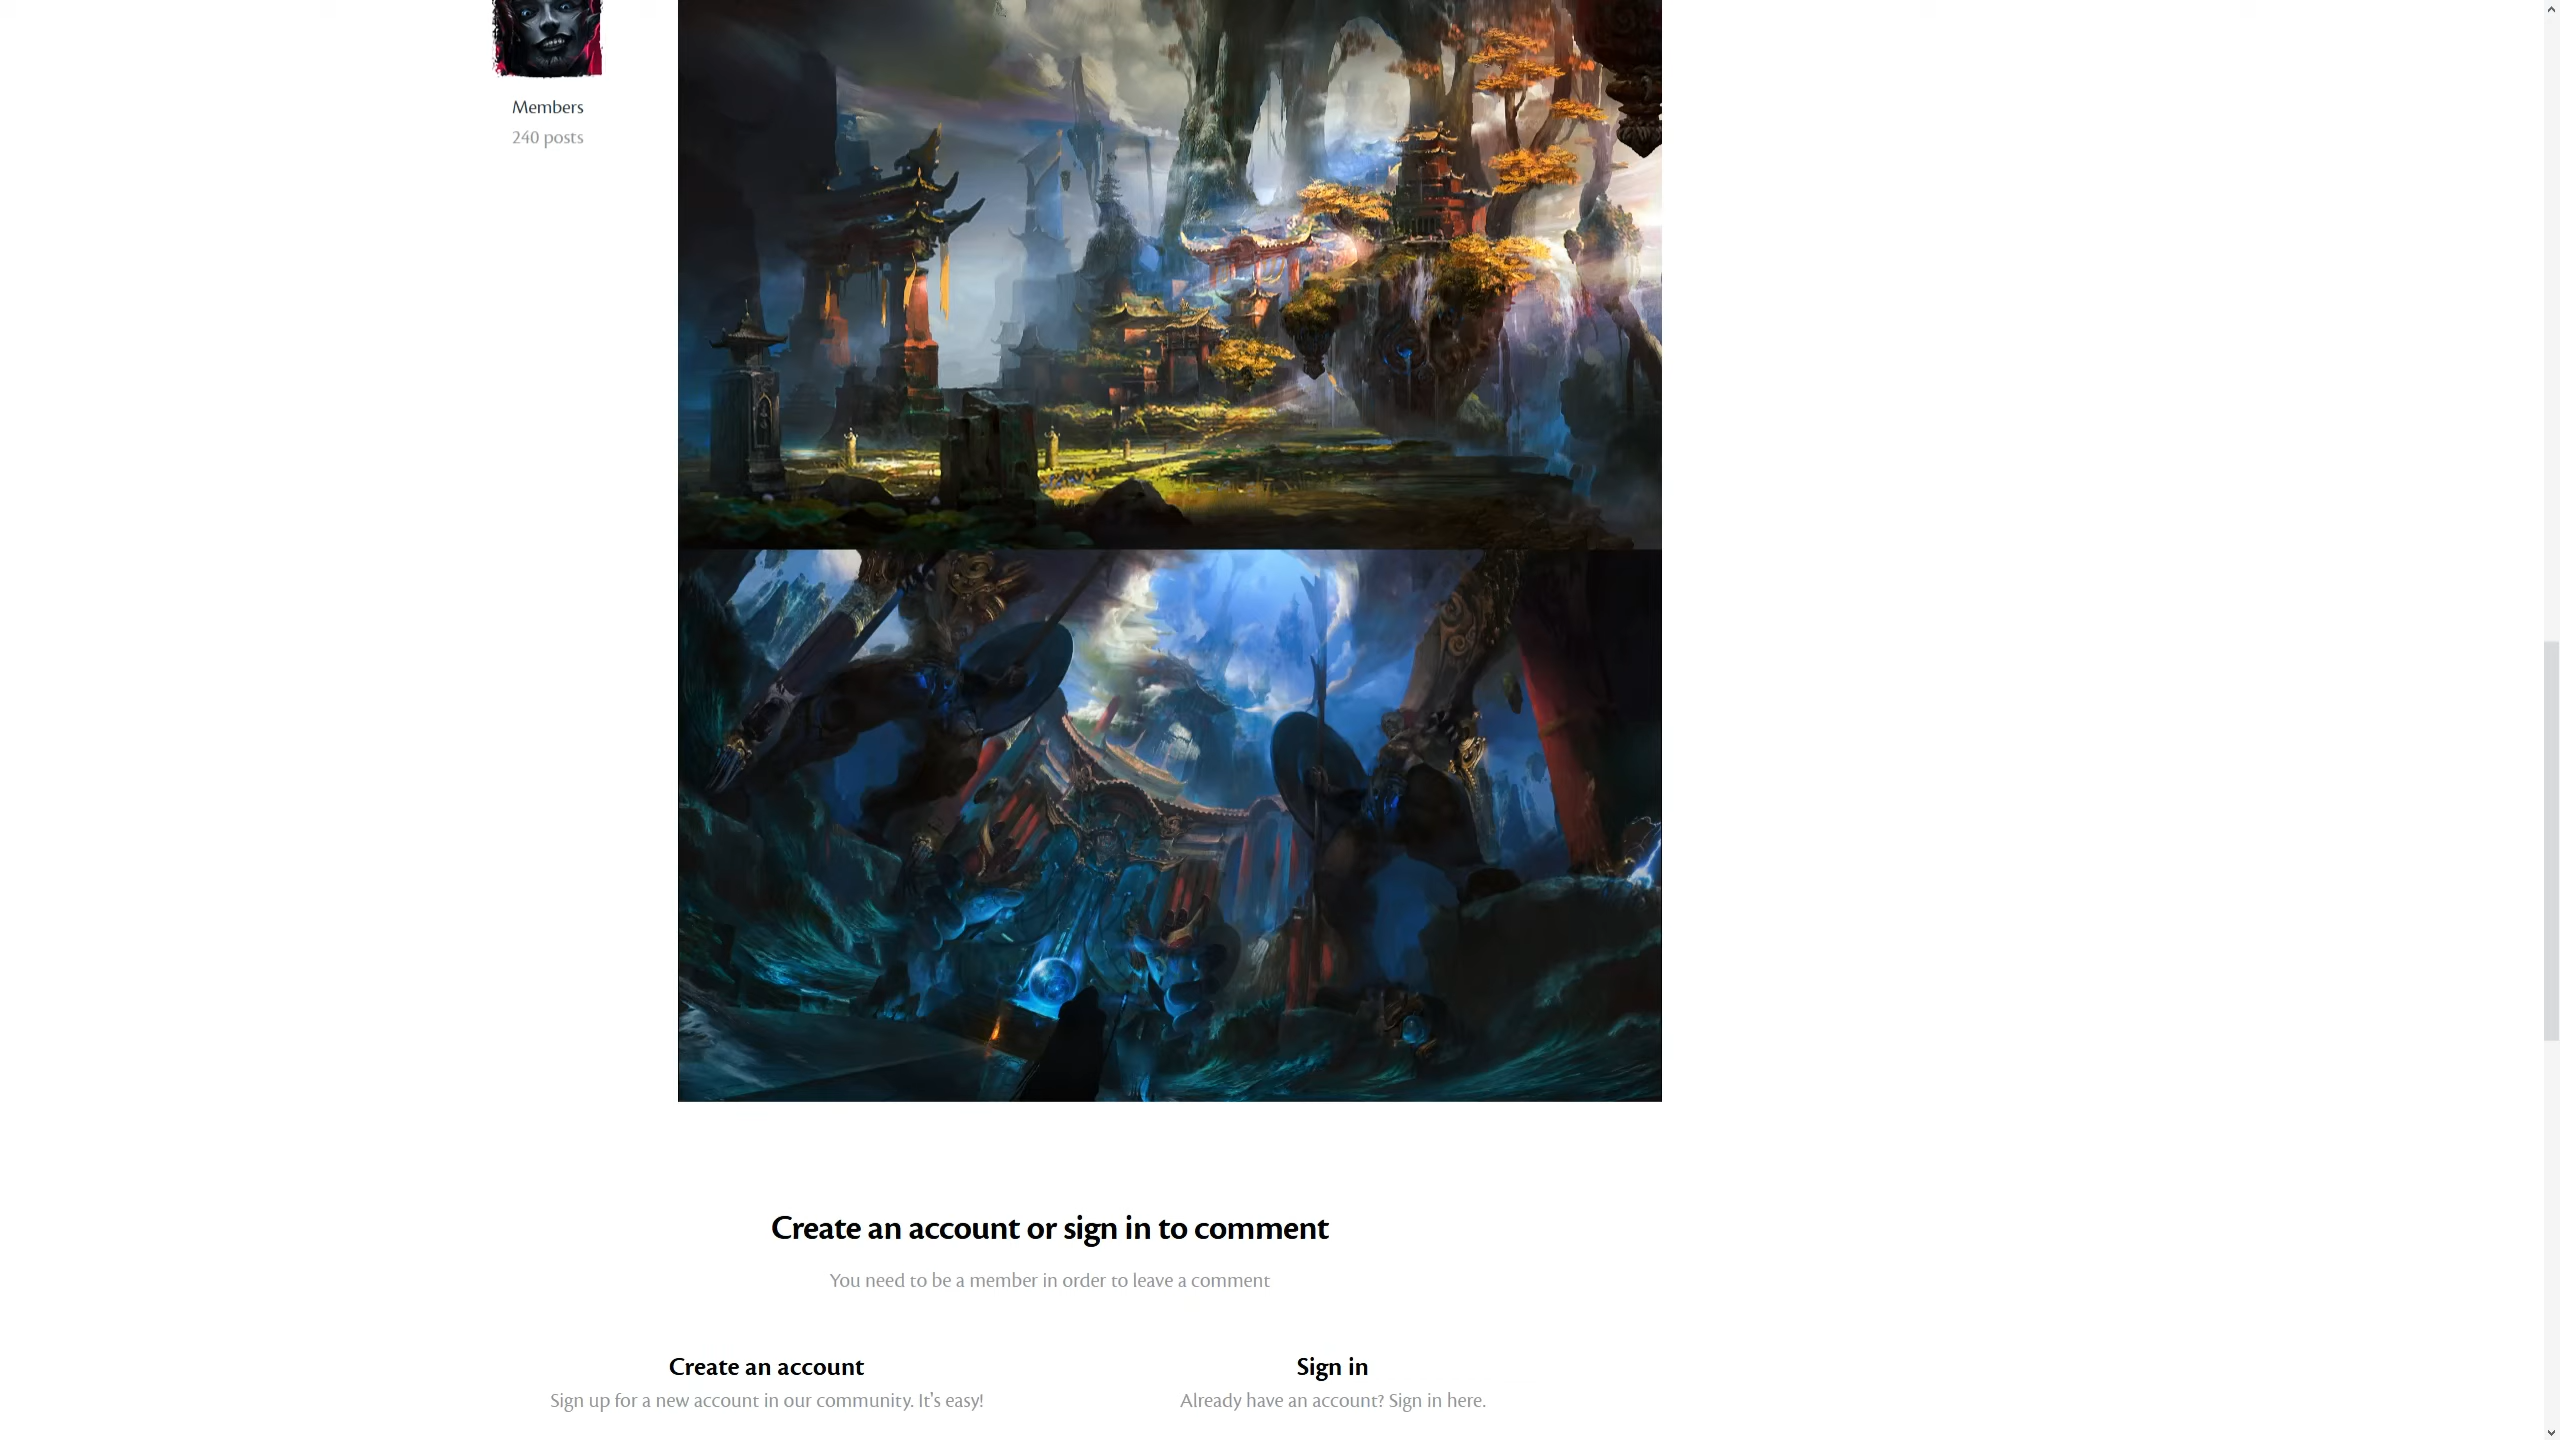 Members
240 posts
Create an account or sign in to comment
You need to be a member in order to leave a comment
Create an account
Sign up for a new account in our community. It's easy!
Sign in
Already have an account? Sign in here.